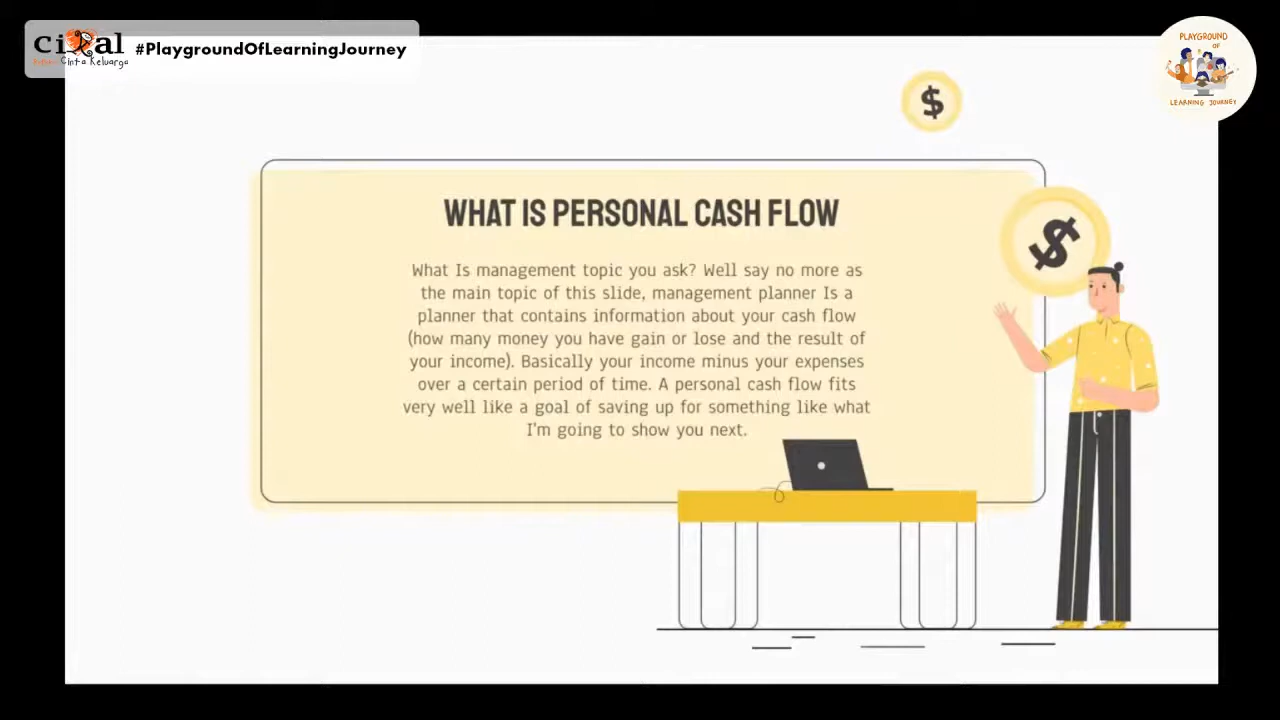 cikal
Cinta Keluarga
#PlaygroundOfLearningJourney
PLAYGROUND
OF
LEARNING JOURNEY
$
$
WHAT IS PERSONAL CASH FLOW
What Is management topic you ask? Well say no more as
the main topic of this slide, management planner Is a
planner that contains information about your cash flow
(how many money you have gain or lose and the result of
your income). Basically your income minus your expenses
over a certain period of time. A personal cash flow fits
very well like a goal of saving up for something like what
I'm going to show you next.